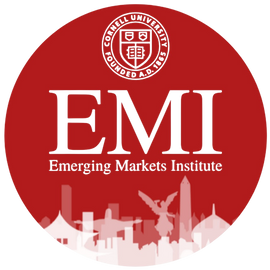 CORNELL UNIVERSITY
FOUNDED A.D. 1865
EMI
Emerging Markets Institute